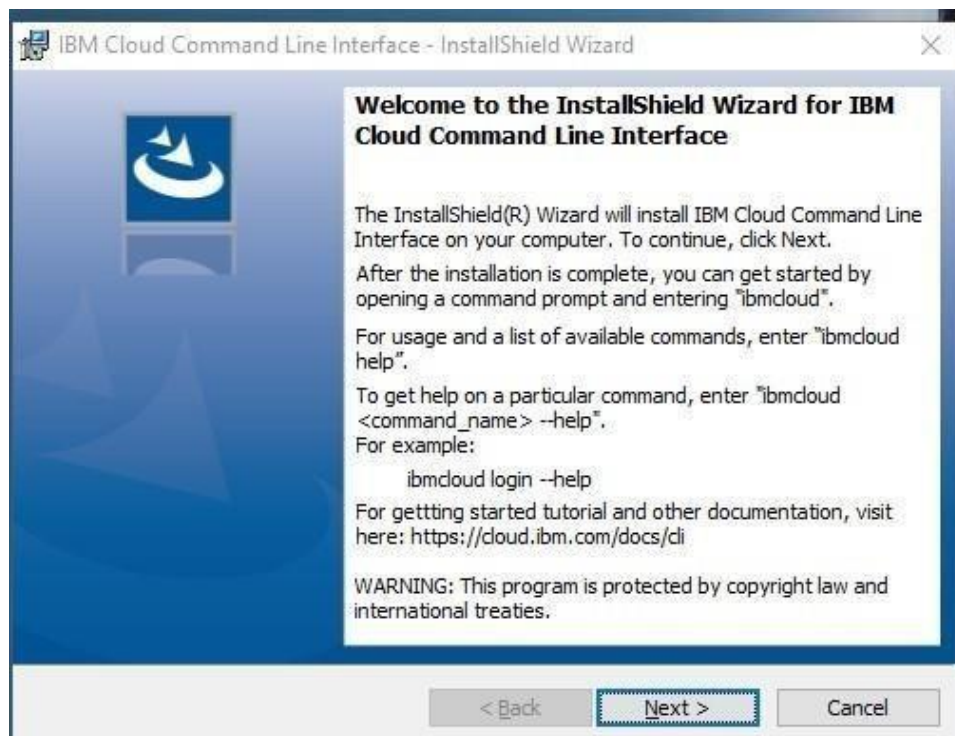 IBM Cloud Command Line Interface - InstallShield Wizard
Welcome to the InstallShield Wizard for IBM
Cloud Command Line Interface
The InstallShield(R) Wizard will install IBM Cloud Command Line
Interface on your computer. To continue, click Next.
After the installation is complete, you can get started by
opening a command prompt and entering "ibmcloud".
For usage and a list of available commands, enter “ibmcloud
help”.
To get help on a particular command, enter "ibmcloud
<command_name> --help".
For example:
ibmcloud login --help
For gettting started tutorial and other documentation, visit
here: https://cloud.ibm.com/docs/cli
WARNING: This program is protected by copyright law and
international treaties.
< Back Next > Cancel